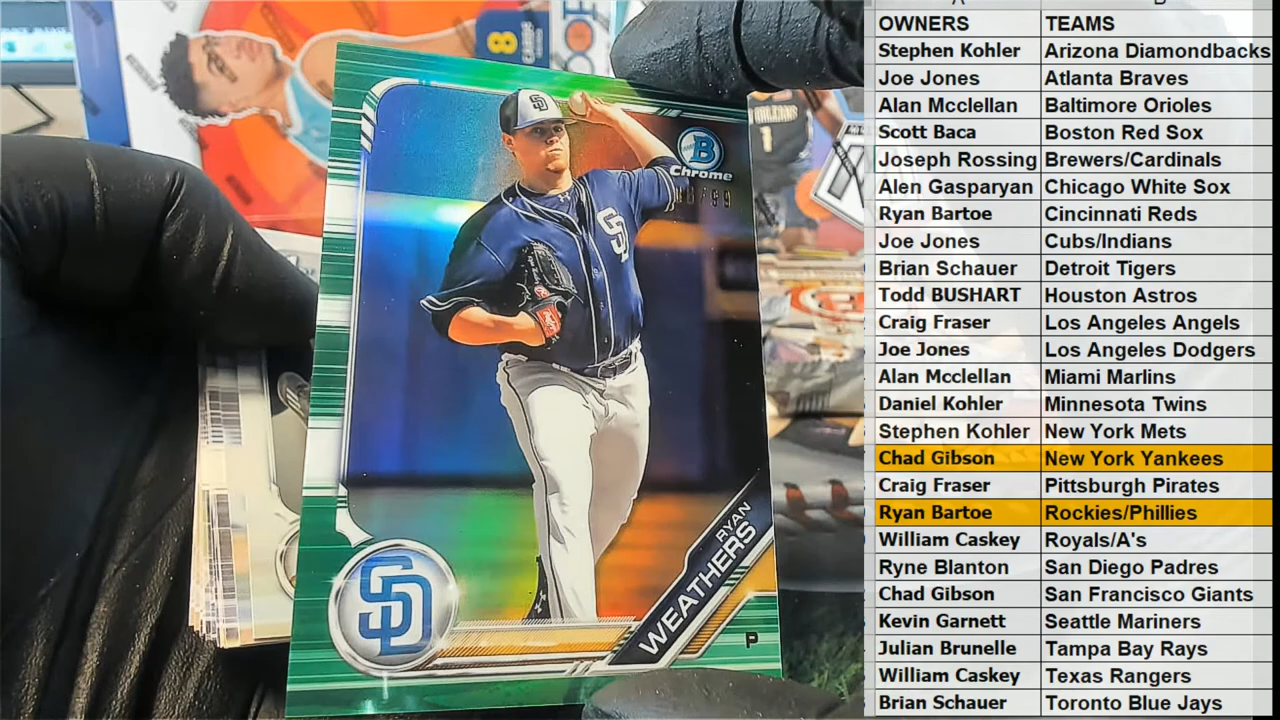 OWNERS TEAMS
Stephen Kohler Arizona Diamondbacks
Joe Jones Atlanta Braves
Alan Mcclellan Baltimore Orioles
Scott Baca Boston Red Sox
Joseph Rossing Brewers/Cardinals
Alen Gasparyan Chicago White Sox
Ryan Bartoe Cincinnati Reds
Joe Jones Cubs/Indians
Brian Schauer Detroit Tigers
Todd BUSHART Houston Astros
Craig Fraser Los Angeles Angels
Joe Jones Los Angeles Dodgers
Alan Mcclellan Miami Marlins
Daniel Kohler Minnesota Twins
Stephen Kohler New York Mets
Chad Gibson New York Yankees
Craig Fraser Pittsburgh Pirates
Ryan Bartoe Rockies/Phillies
William Caskey Royals/A's
Ryne Blanton San Diego Padres
Chad Gibson San Francisco Giants
Kevin Garnett Seattle Mariners
Julian Brunelle Tampa Bay Rays
William Caskey Texas Rangers
Brian Schauer Toronto Blue Jays
8
SD
B
Chrome
/99
1
SD
SD
RYAN
WEATHERS
P